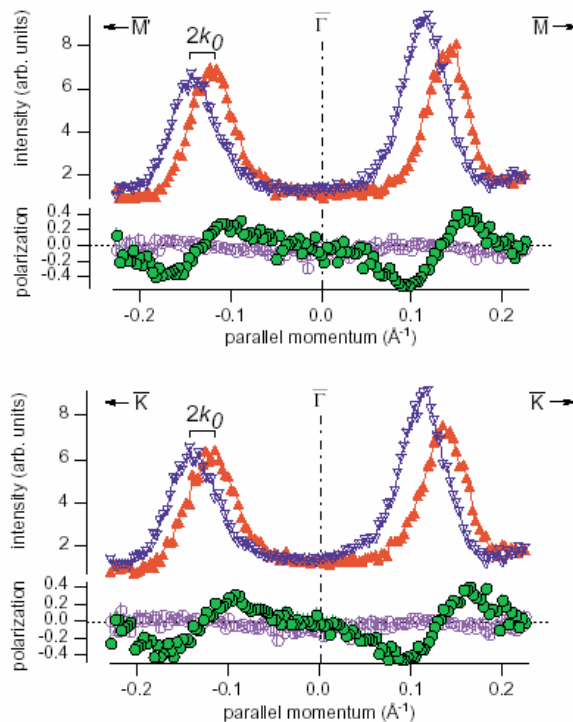 M' Γ M
2k0
intensity (arb. units)
8
6
4
2
polarization
0.4
0.2
0.0
-0.2
-0.4
-0.2 -0.1 0.0 0.1 0.2
parallel momentum (Å-1)
K Γ K
2k0
intensity (arb. units)
8
6
4
2
polarization
0.4
0.2
0.0
-0.2
-0.4
-0.2 -0.1 0.0 0.1 0.2
parallel momentum (Å-1)